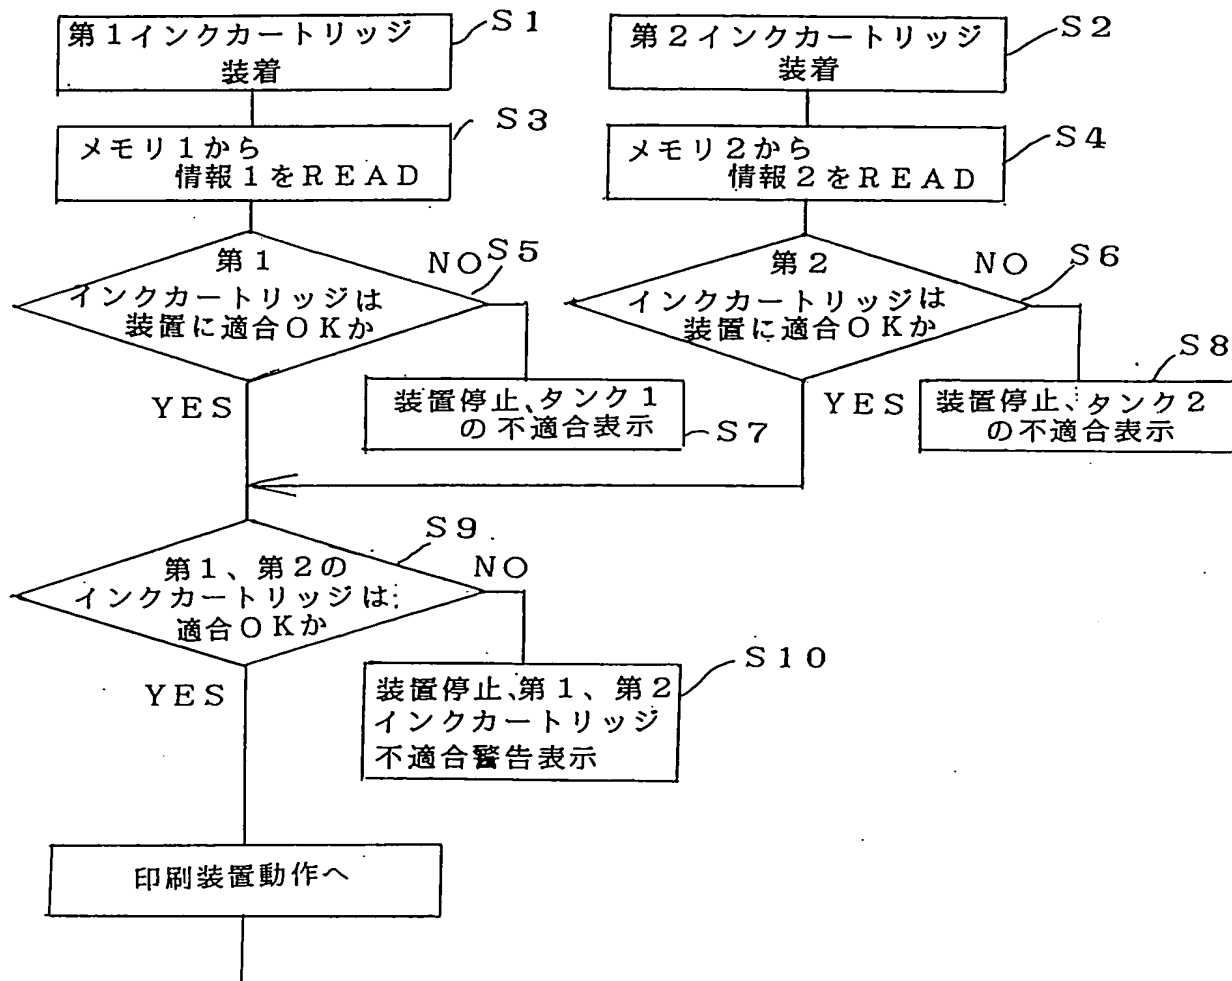 第１インクカートリッジ
装着
S1
第２インクカートリッジ
装着
S2
メモリ１から
情報１をREAD
S3
メモリ２から
情報２をREAD
S4
第１
インクカートリッジは
装置に適合OKか
NO
S5
第２
インクカートリッジは
装置に適合OKか
NO
S6
YES
装置停止、タンク１
の不適合表示
S7
YES
装置停止、タンク２
の不適合表示
S8
第１、第２の
インクカートリッジは
適合OKか
S9
NO
YES
装置停止、第１、第２
インクカートリッジ
不適合警告表示
S10
印刷装置動作へ